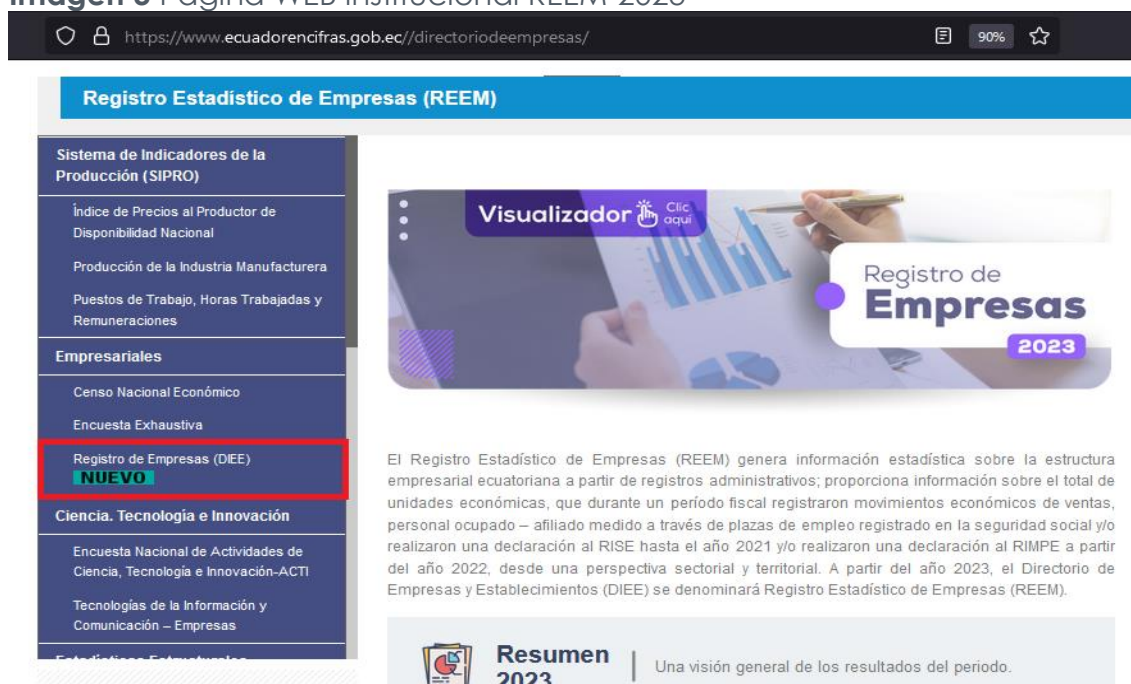 Imagen 3 Página WEB institucional REEM 2023
https://www.ecuadorencifras.gob.ec//directoriodeempresas/
90%
Registro Estadístico de Empresas (REEM)
Sistema de Indicadores de la
Producción (SIPRO)
Índice de Precios al Productor de
Disponibilidad Nacional
Producción de la Industria Manufacturera
Puestos de Trabajo, Horas Trabajadas y
Remuneraciones
Empresariales
Censo Nacional Económico
Encuesta Exhaustiva
Registro de Empresas (DIEE)
NUEVO
Ciencia. Tecnología e Innovación
Encuesta Nacional de Actividades de
Ciencia, Tecnología e Innovación-ACTI
Tecnologías de la Información y
Comunicación – Empresas
Estadísticas Estructurales
Visualizador Clic
aquí
Registro de
Empresas
2023
El Registro Estadístico de Empresas (REEM) genera información estadística sobre la estructura
empresarial ecuatoriana a partir de registros administrativos; proporciona información sobre el total de
unidades económicas, que durante un período fiscal registraron movimientos económicos de ventas,
personal ocupado – afiliado medido a través de plazas de empleo registrado en la seguridad social y/o
realizaron una declaración al RISE hasta el año 2021 y/o realizaron una declaración al RIMPE a partir
del año 2022, desde una perspectiva sectorial y territorial. A partir del año 2023, el Directorio de
Empresas y Establecimientos (DIEE) se denominará Registro Estadístico de Empresas (REEM).
Resumen
2023
Una visión general de los resultados del periodo.